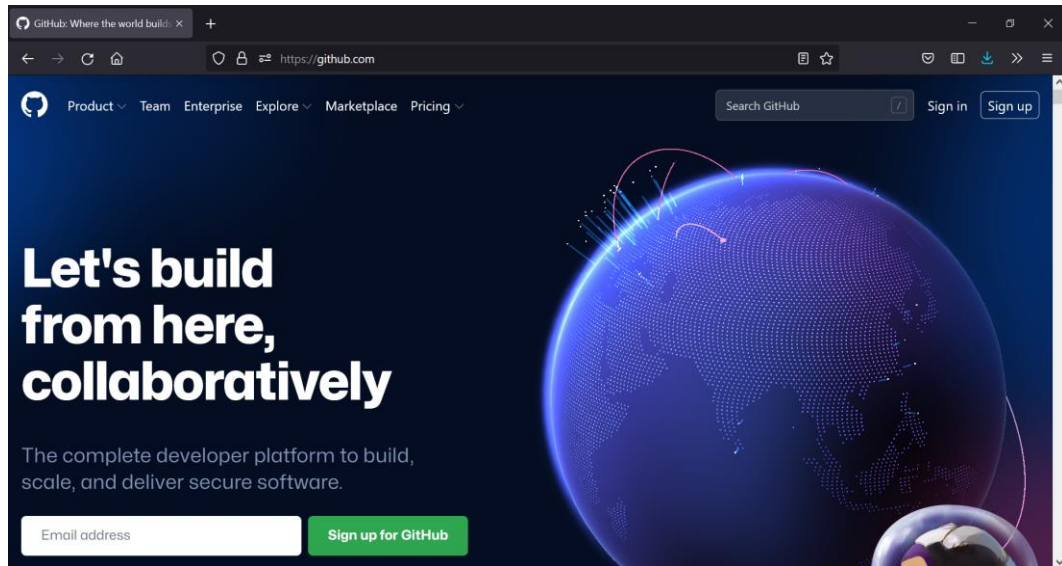 GitHub: Where the world builds
https://github.com
Product Team Enterprise Explore Marketplace Pricing
Search GitHub /
Sign in
Sign up
Let's build
from here,
collaboratively
The complete developer platform to build,
scale, and deliver secure software.
Email address
Sign up for GitHub